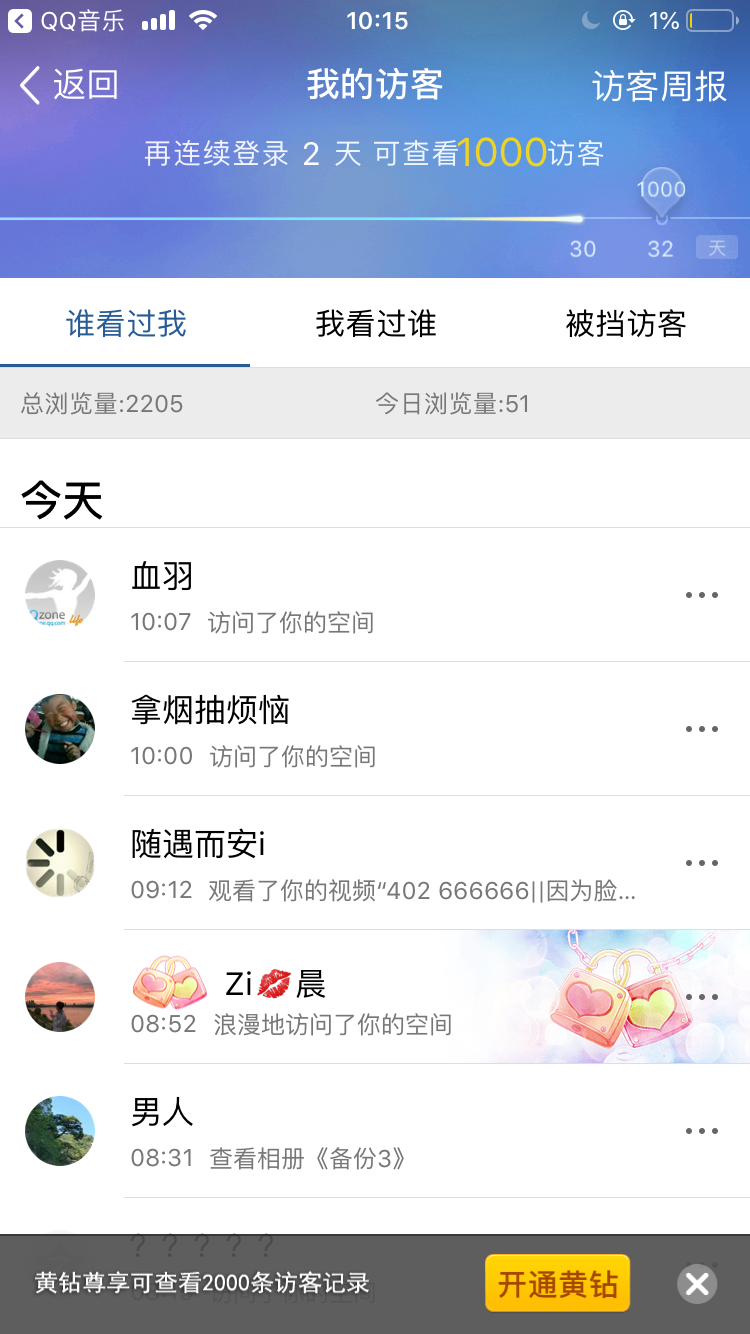 QQ音乐 10:15 1%
返回 我的访客 访客周报
再连续登录 2 天 可查看1000访客
1000
30 32 天
谁看过我 我看过谁 被挡访客
总浏览量:2205 今日浏览量:51
今天
血羽
10:07 访问了你的空间
拿烟抽烦恼
10:00 访问了你的空间
随遇而安i
09:12 观看了你的视频“402 666666||因为脸...
Zi💋晨
08:52 浪漫地访问了你的空间
男人
08:31 查看相册《备份3》
？？？？？
访问了你的空间
黄钻尊享可查看2000条访客记录 开通黄钻